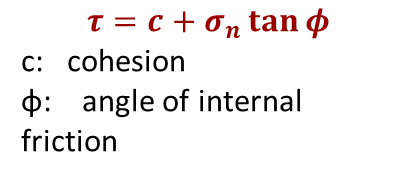 τ = c + σₙ tan ϕ
c: cohesion
ϕ: angle of internal
friction